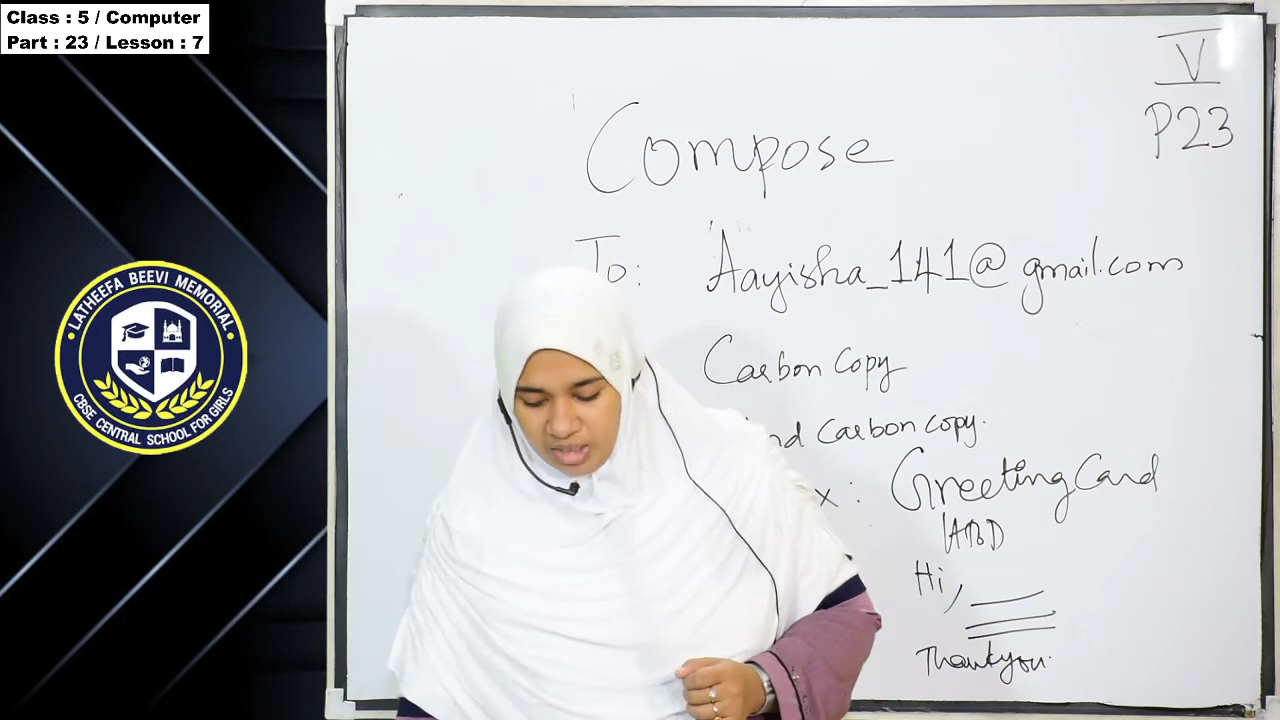 Class : 5 / Computer
Part : 23 / Lesson : 7
V
P23
Compose
To: Aayisha_141@gmail.com
Carbon copy
nd Carbon copy.
x : Greeting Card
Hi,
Thankyou.
LATHEEFA BEEVI MEMORIAL
CBSE CENTRAL SCHOOL FOR GIRLS